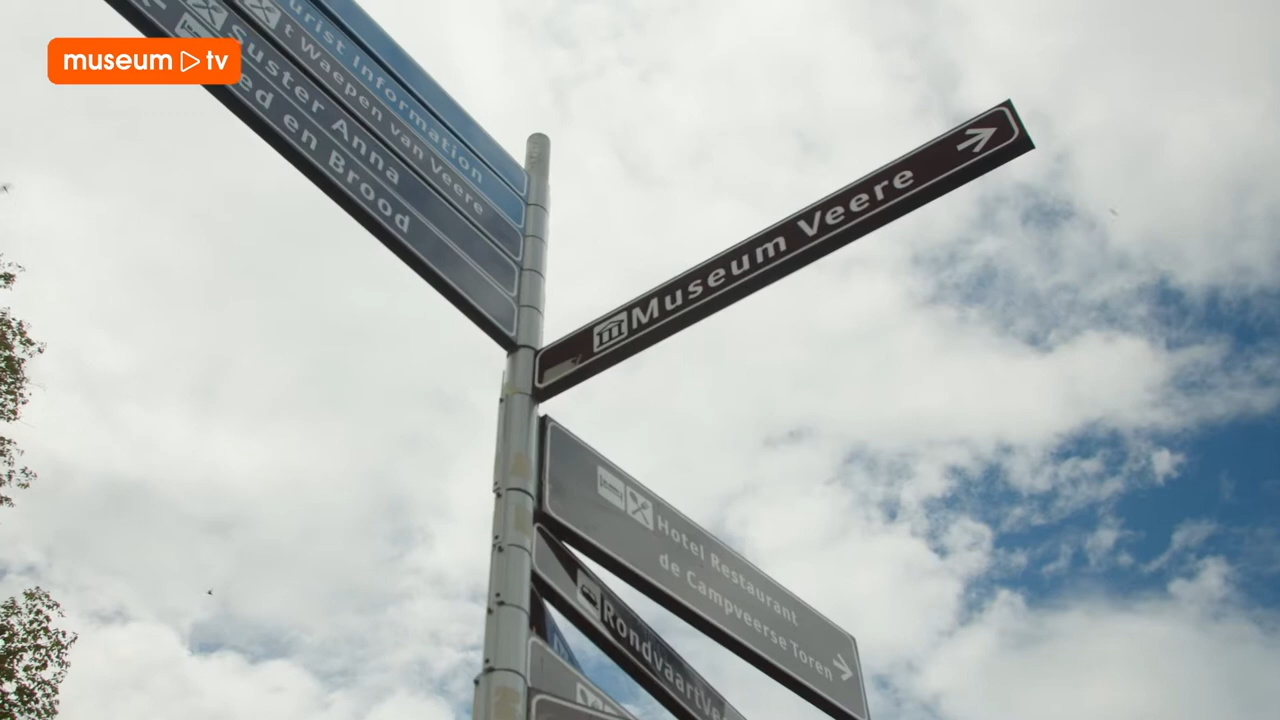 museum tv
urist Information
t Waepen van Veere
suster Anna
ed en Brood
Museum Veere
Hotel Restaurant
de Campveerse Toren
RondvaartVe